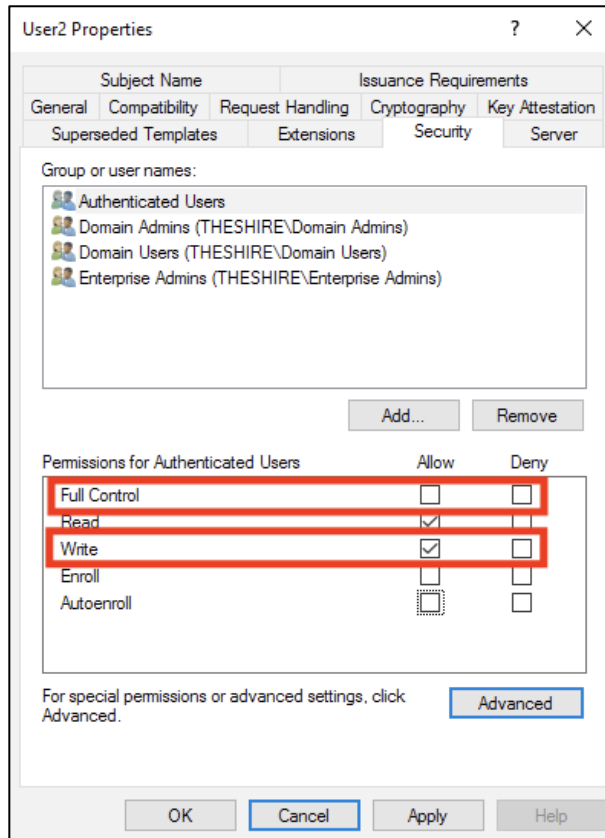 User2 Properties ? ×
Subject Name Issuance Requirements
General Compatibility Request Handling Cryptography Key Attestation
Superseded Templates Extensions Security Server
Group or user names:
Authenticated Users
Domain Admins (THESHIRE\Domain Admins)
Domain Users (THESHIRE\Domain Users)
Enterprise Admins (THESHIRE\Enterprise Admins)
Add... Remove
Permissions for Authenticated Users Allow Deny
Full Control
Read
Write
Enroll
Autoenroll
For special permissions or advanced settings, click
Advanced. Advanced
OK Cancel Apply Help